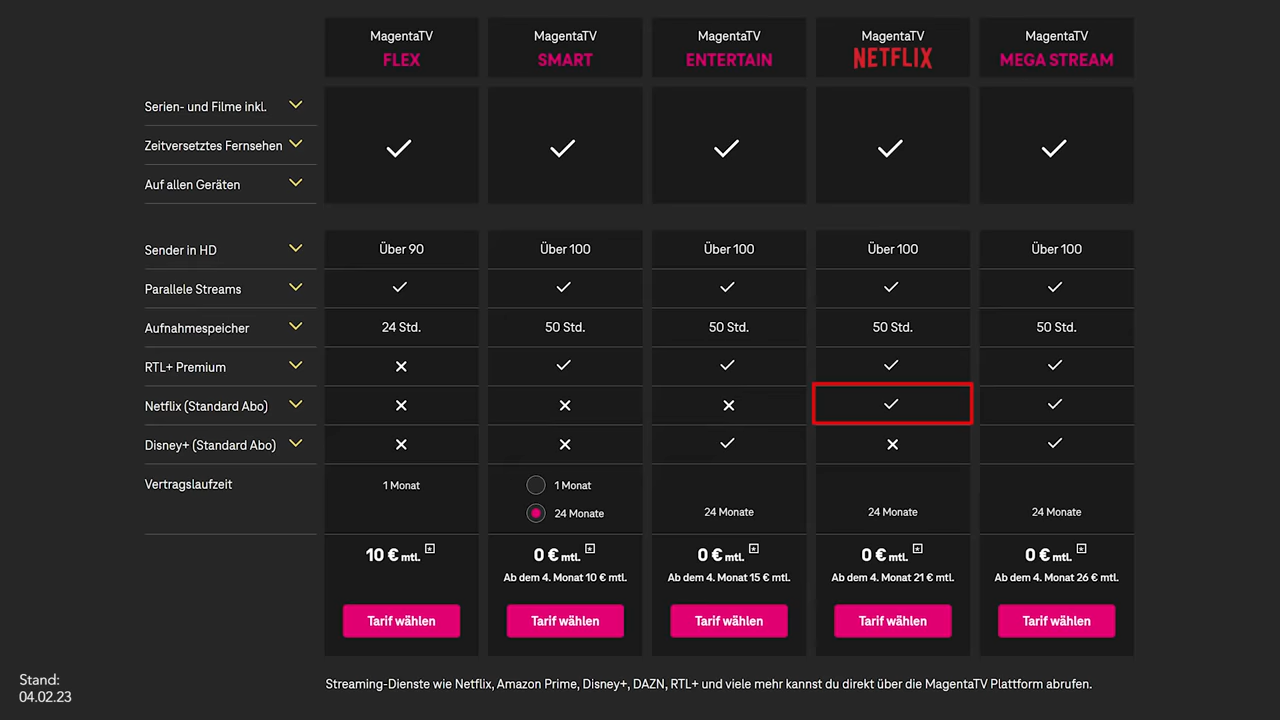 MagentaTV MagentaTV MagentaTV MagentaTV MagentaTV
FLEX SMART ENTERTAIN NETFLIX MEGA STREAM
Serien- und Filme inkl.
Zeitversetztes Fernsehen
Auf allen Geräten
Sender in HD Über 90 Über 100 Über 100 Über 100 Über 100
Parallele Streams
Aufnahmespeicher 24 Std. 50 Std. 50 Std. 50 Std. 50 Std.
RTL+ Premium
Netflix (Standard Abo)
Disney+ (Standard Abo)
Vertragslaufzeit 1 Monat 1 Monat
24 Monate 24 Monate 24 Monate 24 Monate
10 € mtl. 0 € mtl. 0 € mtl. 0 € mtl. 0 € mtl.
Ab dem 4. Monat 10 € mtl. Ab dem 4. Monat 15 € mtl. Ab dem 4. Monat 21 € mtl. Ab dem 4. Monat 26 € mtl.
Tarif wählen Tarif wählen Tarif wählen Tarif wählen Tarif wählen
Stand:
04.02.23
Streaming-Dienste wie Netflix, Amazon Prime, Disney+, DAZN, RTL+ und viele mehr kannst du direkt über die MagentaTV Plattform abrufen.